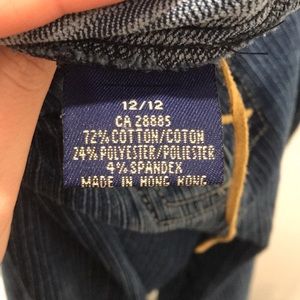 12/12
CA 28885
72% COTTON/COTON
24% POLYESTER/POLIESTER
4% SPANDEX
MADE IN HONG KONG